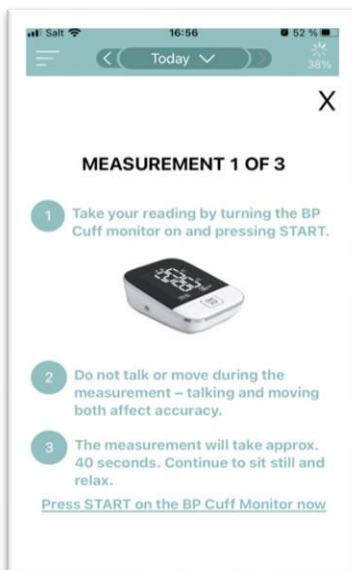 Salt 16:56 52 %
Today
38%
X
MEASUREMENT 1 OF 3
1 Take your reading by turning the BP
Cuff monitor on and pressing START.
2 Do not talk or move during the
measurement – talking and moving
both affect accuracy.
3 The measurement will take approx.
40 seconds. Continue to sit still and
relax.
Press START on the BP Cuff Monitor now